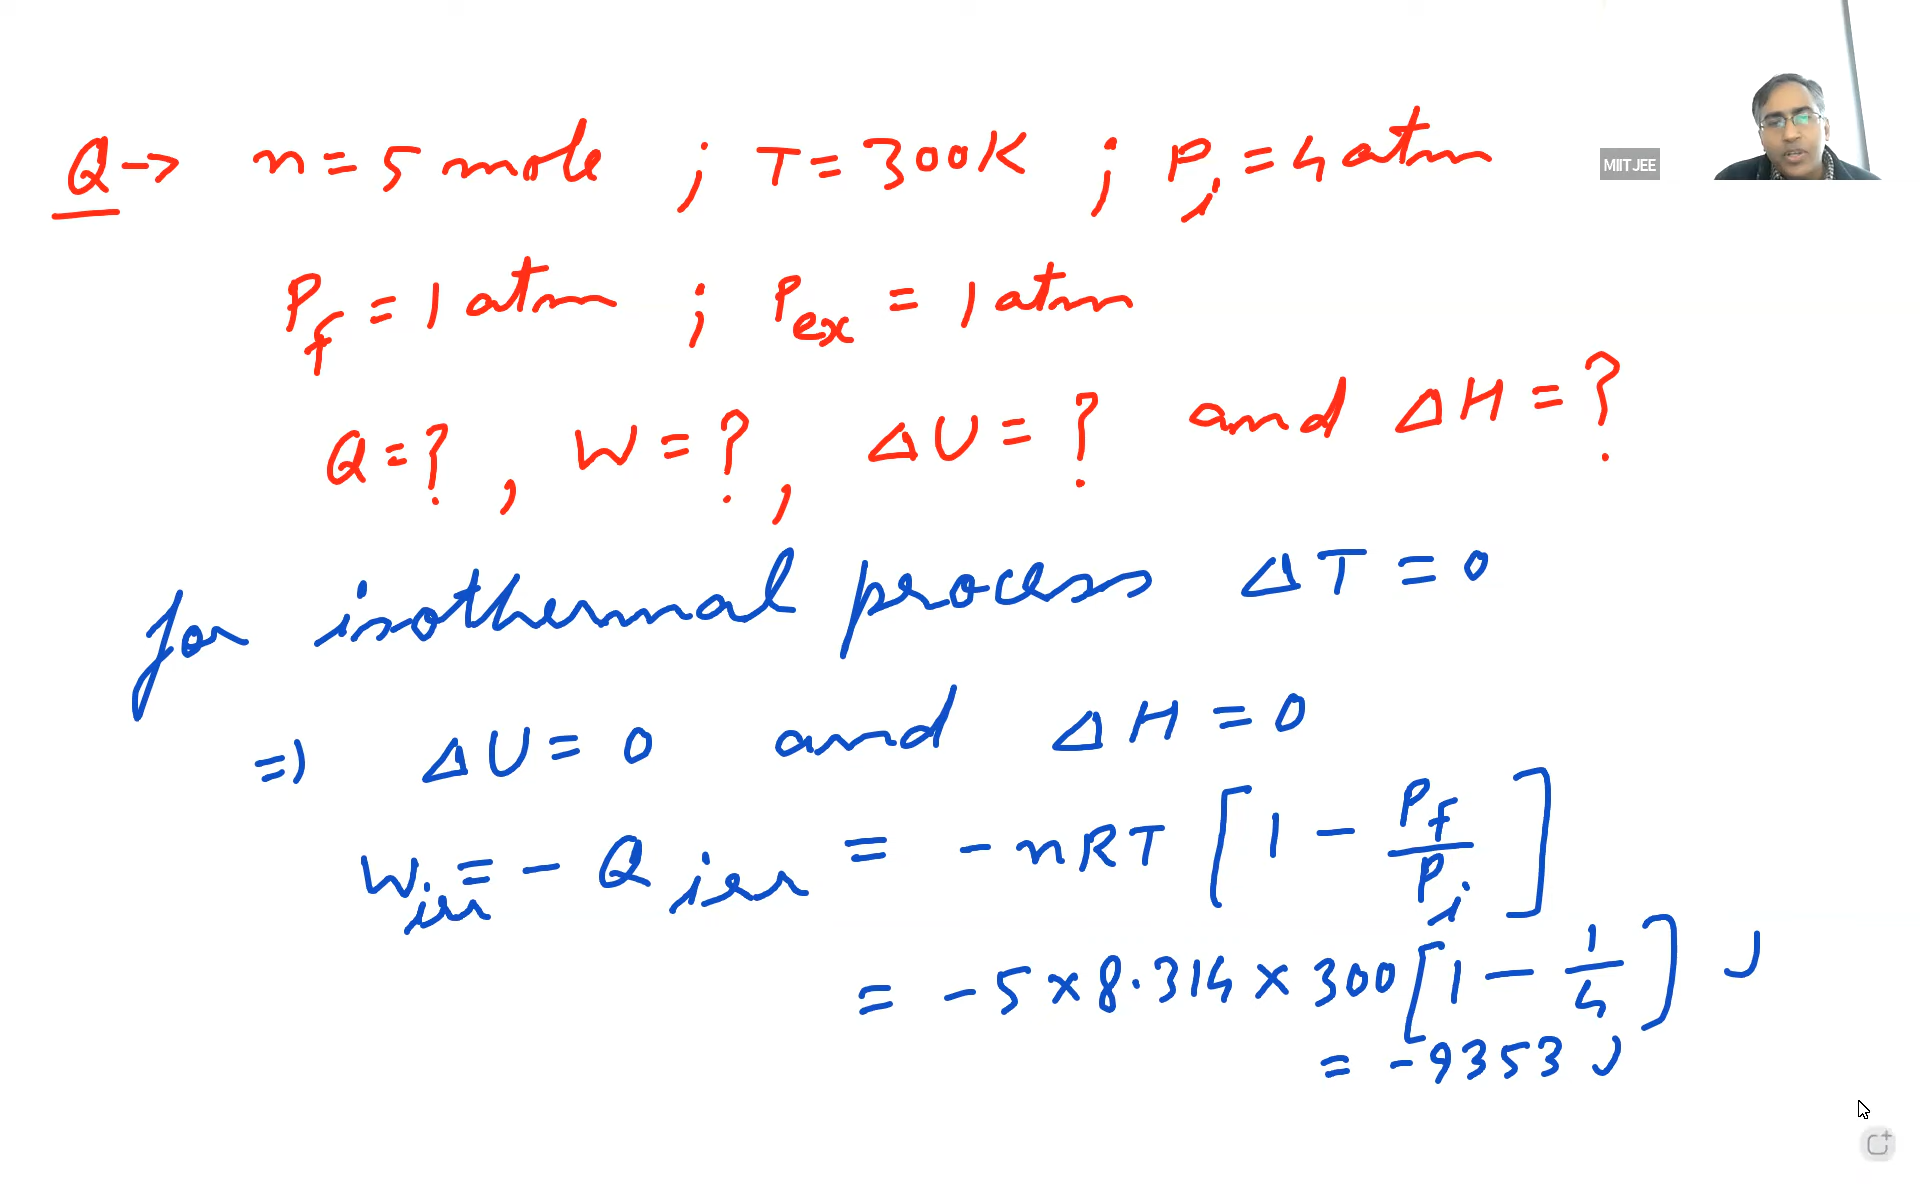 Q → n = 5 mole ; T = 300K ; Pi = 4 atm
MIIT JEE
Pf = 1 atm ; Pex = 1 atm
Q = ? , W = ? , ΔU = ? and ΔH = ?
for isothermal process ΔT = 0
⇒ ΔU = 0 and ΔH = 0
Wirr = - Qirr = - nRT [ 1 - Pf/Pi ]
= - 5 × 8.314 × 300 [ 1 - 1/4 ] J
= - 9353 J